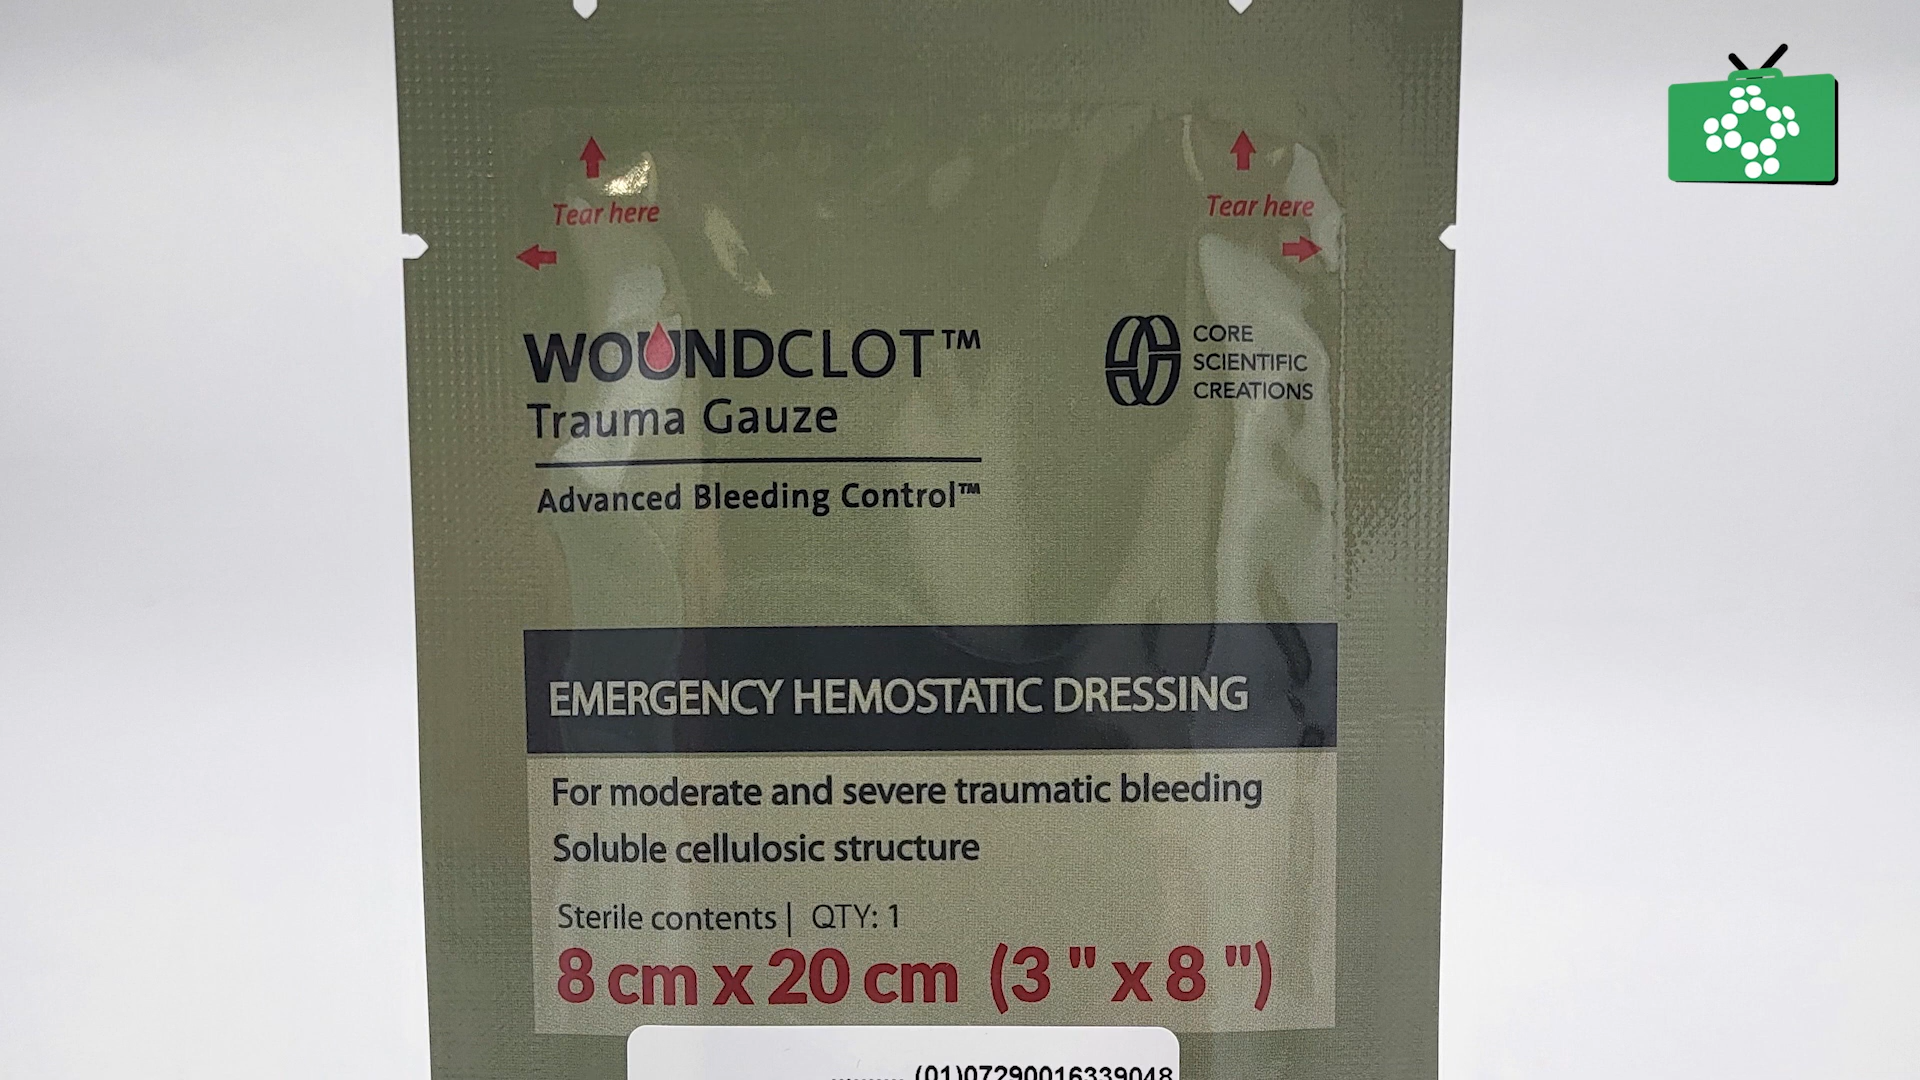 Tear here
Tear here
WOUNDCLOT™
Trauma Gauze
CORE
SCIENTIFIC
CREATIONS
Advanced Bleeding Control™
EMERGENCY HEMOSTATIC DRESSING
For moderate and severe traumatic bleeding
Soluble cellulosic structure
Sterile contents | QTY: 1
8 cm x 20 cm (3 " x 8 ")
(01)07290016339048